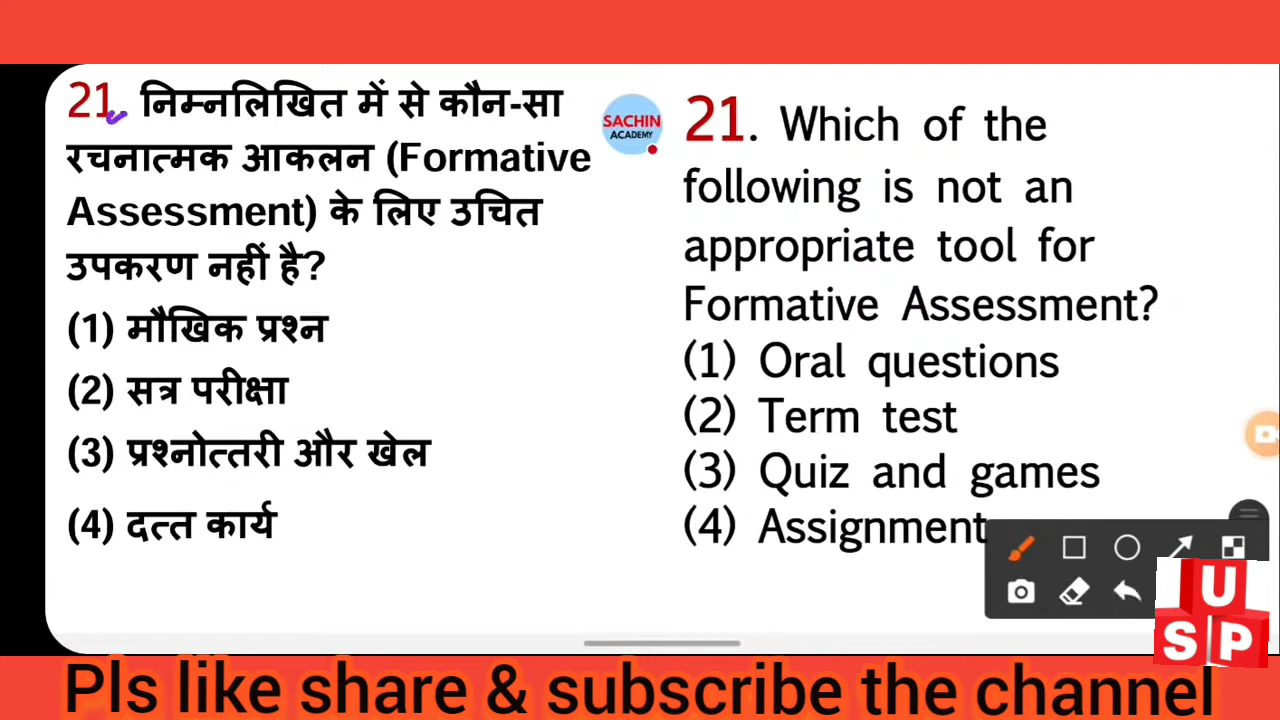 21. निम्नलिखित में से कौन-सा
रचनात्मक आकलन (Formative
Assessment) के लिए उचित
उपकरण नहीं है?
(1) मौखिक प्रश्न
(2) सत्र परीक्षा
(3) प्रश्नोत्तरी और खेल
(4) दत्त कार्य
SACHIN
ACADEMY
21. Which of the
following is not an
appropriate tool for
Formative Assessment?
(1) Oral questions
(2) Term test
(3) Quiz and games
(4) Assignment
U
S P
Pls like share & subscribe the channel